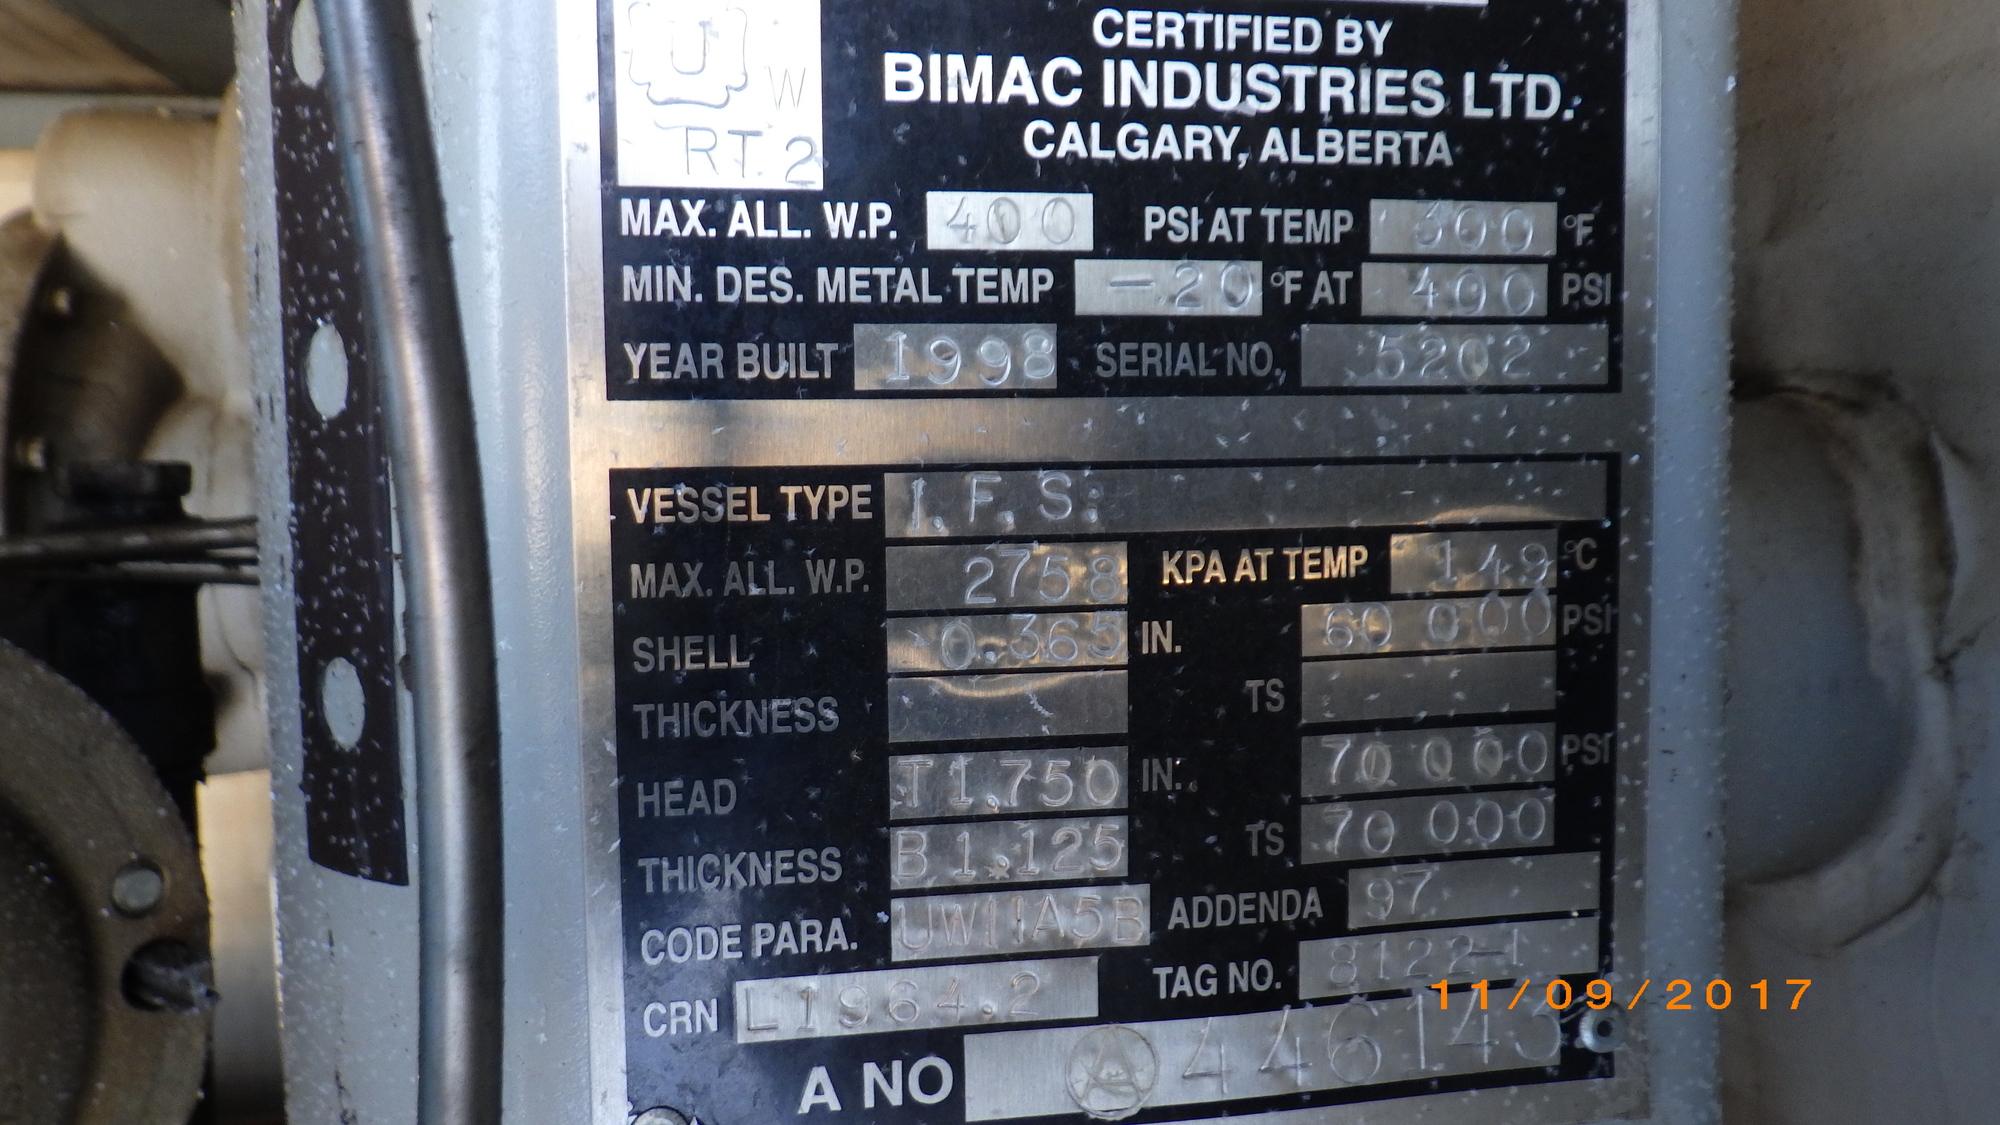 U
W
RT.2
CERTIFIED BY
BIMAC INDUSTRIES LTD.
CALGARY, ALBERTA
MAX. ALL. W.P. 400 PSI AT TEMP 300 °F
MIN. DES. METAL TEMP -20 °F AT 400 PSI
YEAR BUILT 1998 SERIAL NO. 5202
VESSEL TYPE I.F.S.
MAX. ALL. W.P. 2758 KPA AT TEMP 149 °C
SHELL 0.365 IN. 60 000 PSI
THICKNESS TS
HEAD T1.750 IN. 70 000 PSI
THICKNESS B1.125 TS 70 000
CODE PARA. UW11A5B ADDENDA 97
CRN L1964.2 TAG NO. 8122-1
A NO A 446143
11/09/2017